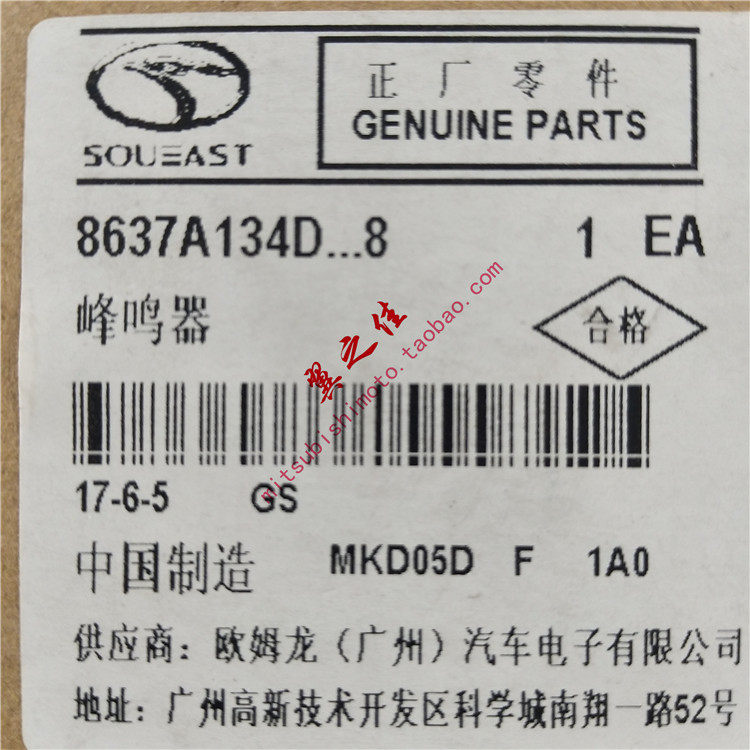 正厂零件
GENUINE PARTS
SOUEAST
8637A134D...8 1 EA
峰鸣器
合格
翼之佳
mitsubishimoto.taobao.com
17-6-5 GS
中国制造 MKD05D F 1A0
供应商：欧姆龙（广州）汽车电子有限公司
地址：广州高新技术开发区科学城南翔一路52号